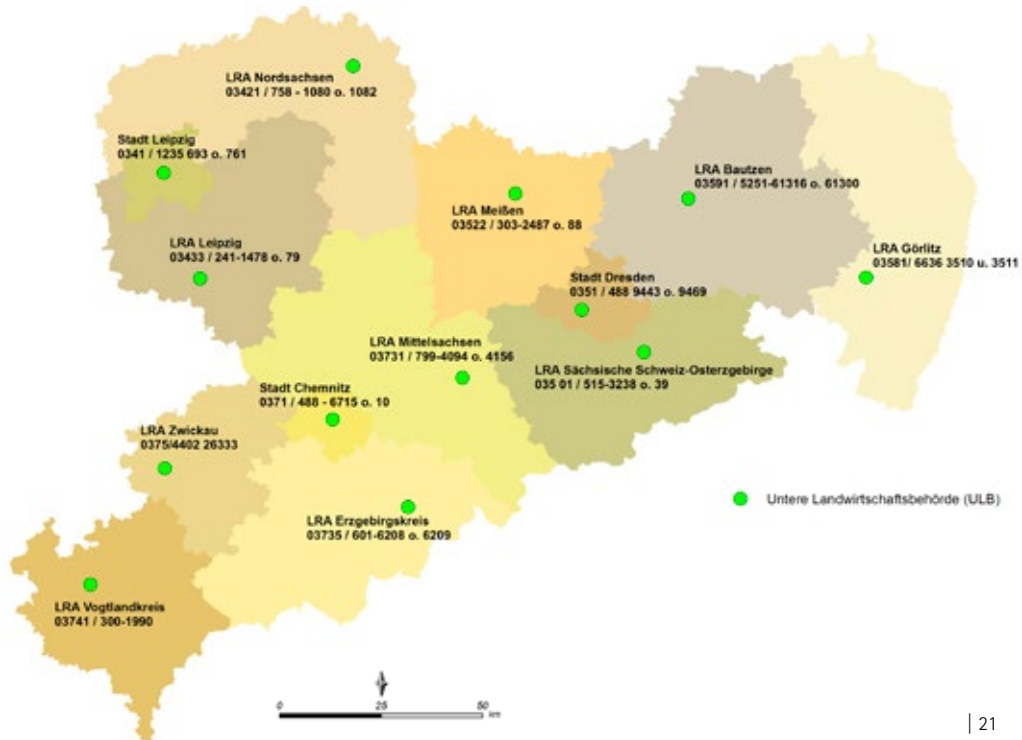 LRA Nordsachsen
03421 / 758 - 1080 o. 1082
Stadt Leipzig
0341 / 1235 693 o. 761
LRA Bautzen
03591 / 5251-61316 o. 61300
LRA Meißen
03522 / 303-2487 o. 88
LRA Leipzig
03433 / 241-1478 o. 79
LRA Görlitz
03581/ 6636 3510 u. 3511
Stadt Dresden
0351 / 488 9443 o. 9469
LRA Mittelsachsen
03731 / 799-4094 o. 4156
LRA Sächsische Schweiz-Osterzgebirge
035 01 / 515-3238 o. 39
Stadt Chemnitz
0371 / 488 - 6715 o. 10
LRA Zwickau
0375/4402 26333
Untere Landwirtschaftsbehörde (ULB)
LRA Erzgebirgskreis
03735 / 601-6208 o. 6209
LRA Vogtlandkreis
03741 / 300-1990
0 25 50
km
| 21